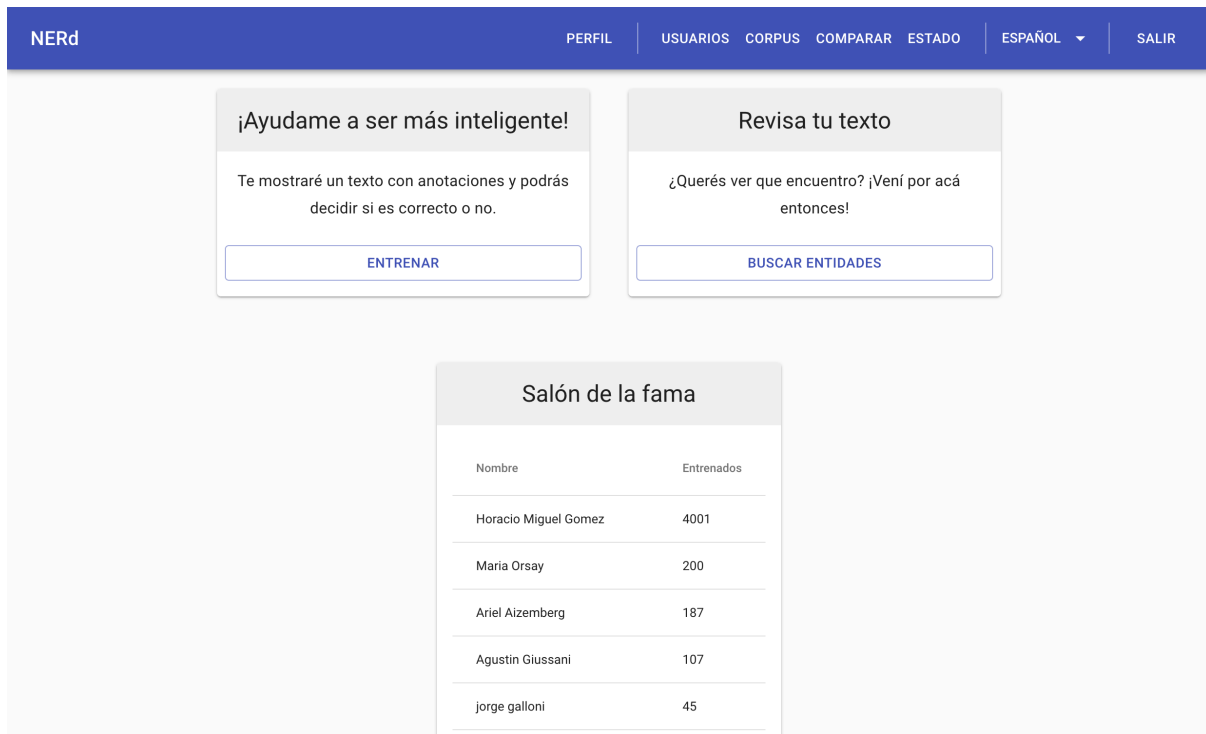 NERd PERFIL USUARIOS CORPUS COMPARAR ESTADO ESPAÑOL SALIR
¡Ayudame a ser más inteligente!
Te mostraré un texto con anotaciones y podrás
decidir si es correcto o no.
ENTRENAR
Revisa tu texto
¿Querés ver que encuentro? ¡Vení por acá
entonces!
BUSCAR ENTIDADES
Salón de la fama
Nombre Entrenados
Horacio Miguel Gomez 4001
Maria Orsay 200
Ariel Aizemberg 187
Agustin Giussani 107
jorge galloni 45